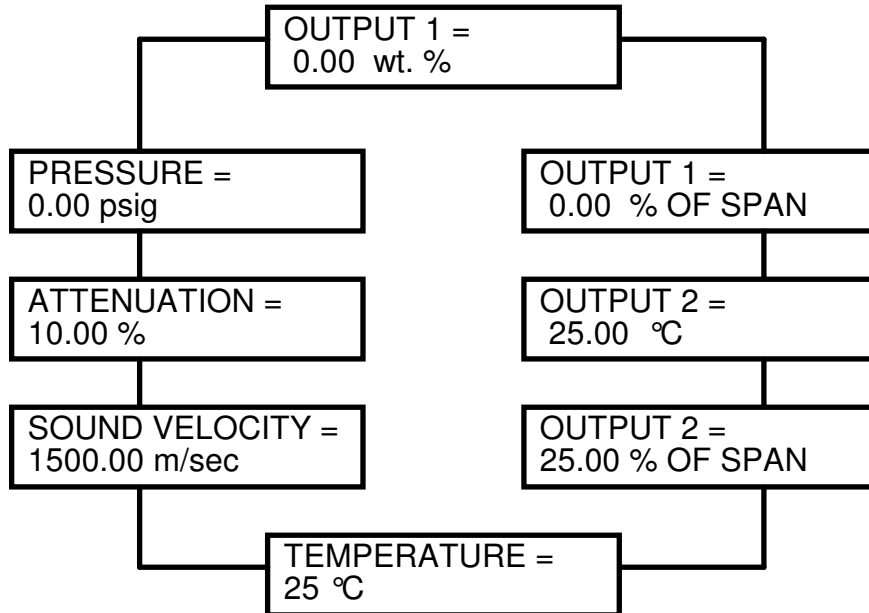 OUTPUT 1 =
0.00 wt. %
PRESSURE =
0.00 psig
OUTPUT 1 =
0.00 % OF SPAN
ATTENUATION =
10.00 %
OUTPUT 2 =
25.00 °C
SOUND VELOCITY =
1500.00 m/sec
OUTPUT 2 =
25.00 % OF SPAN
TEMPERATURE =
25 °C